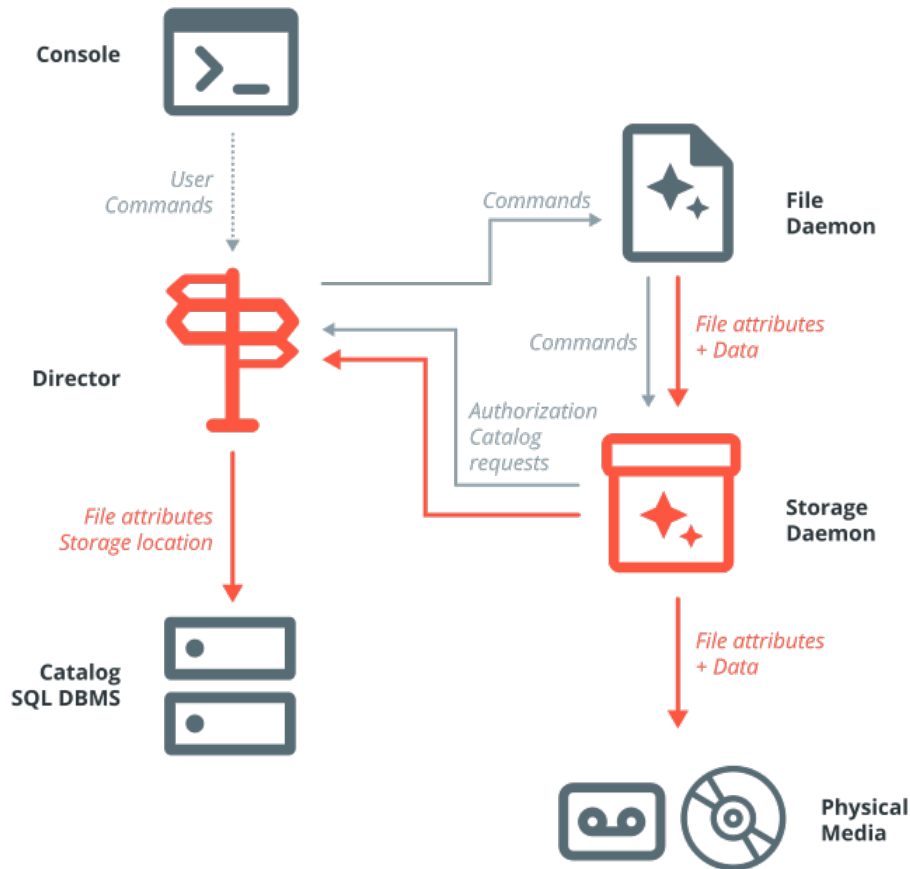 Console
User
Commands
Commands
File
Daemon
Commands
File attributes
+ Data
Director
Authorization
Catalog
requests
File attributes
Storage location
Storage
Daemon
File attributes
+ Data
Catalog
SQL DBMS
Physical
Media